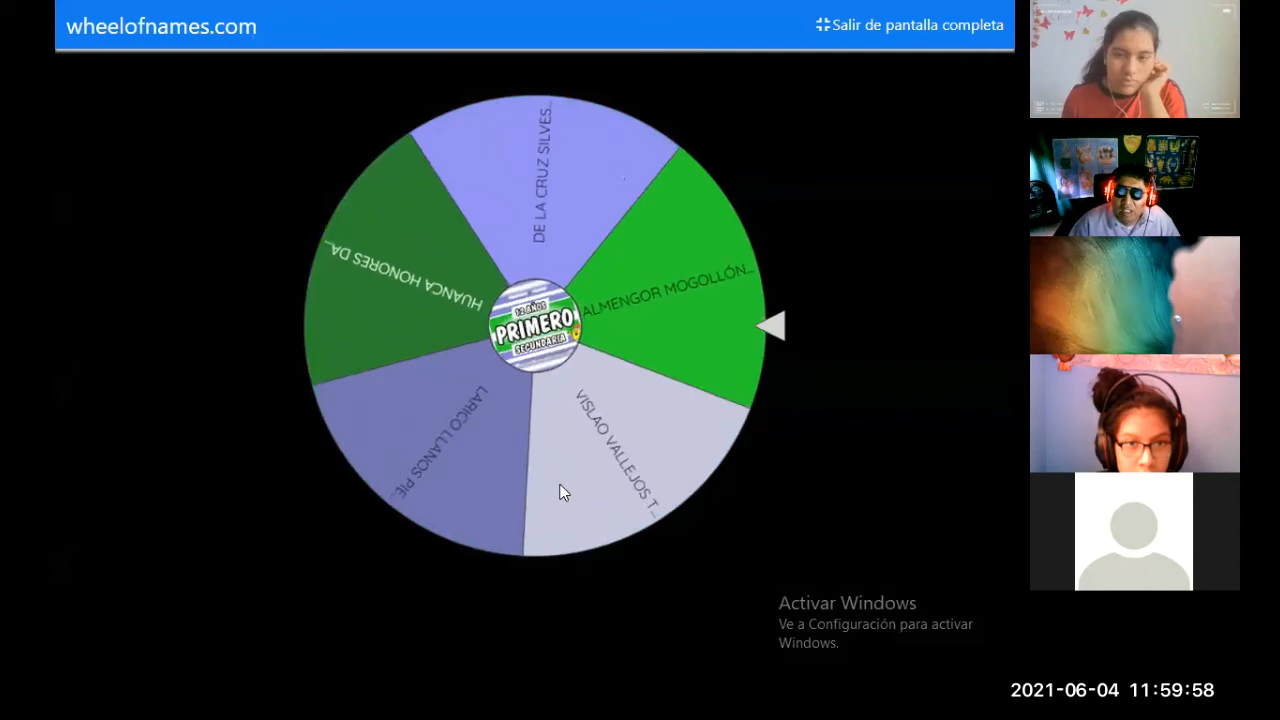 wheelofnames.com
Salir de pantalla completa
DE LA CRUZ SILVES...
ALMENGOR MOGOLLÓN...
HUANCA HONORES DA...
12 AÑOS
PRIMERO
SECUNDARIA
LARICO LLANOS PIE...
VISLAO VALLEJOS T...
Activar Windows
Ve a Configuración para activar
Windows.
2021-06-04 11:59:58